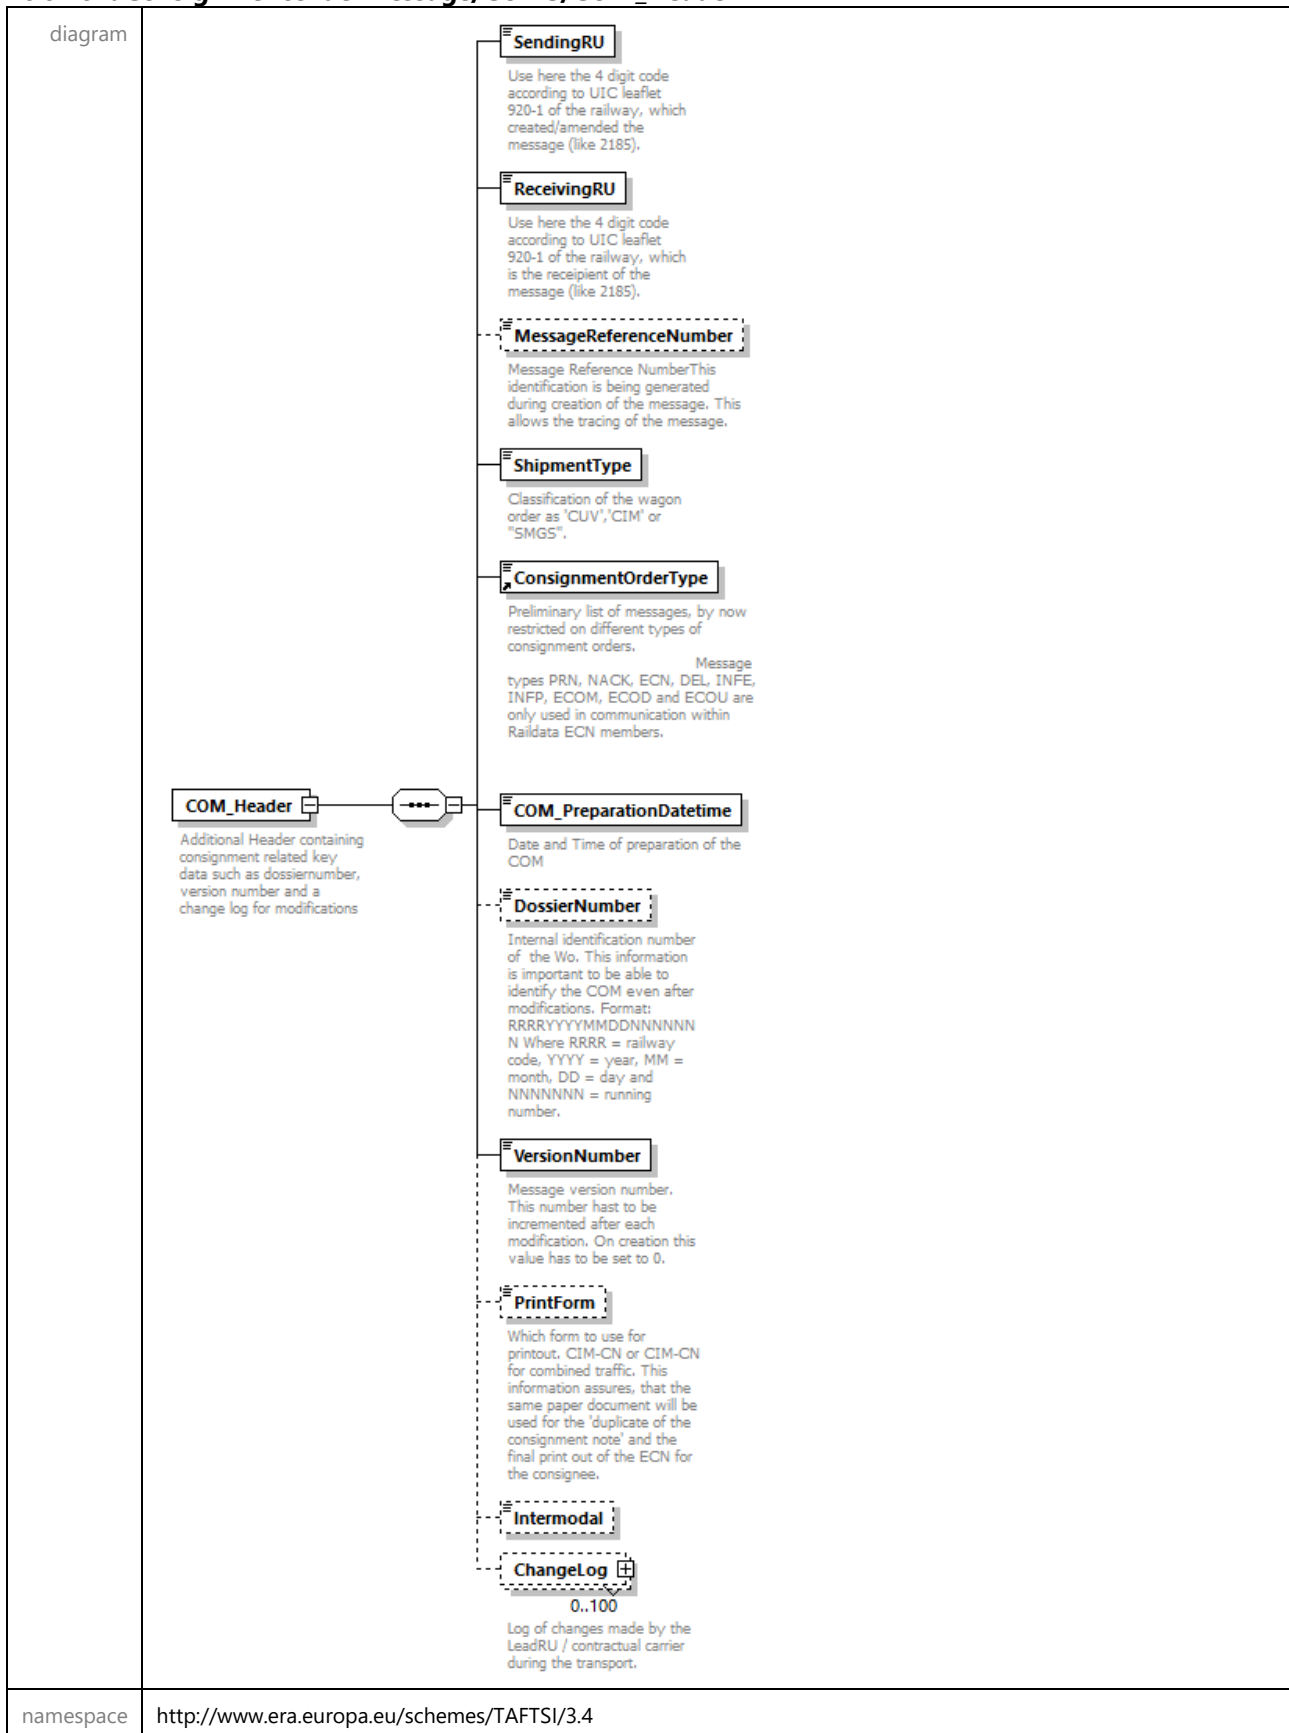 diagram
SendingRU
Use here the 4 digit code
according to UIC leaflet
920-1 of the railway, which
created/amended the
message (like 2185).
ReceivingRU
Use here the 4 digit code
according to UIC leaflet
920-1 of the railway, which
is the receipient of the
message (like 2185).
MessageReferenceNumber
Message Reference NumberThis
identification is being generated
during creation of the message. This
allows the tracing of the message.
ShipmentType
Classification of the wagon
order as 'CUV','CIM' or
"SMGS".
ConsignmentOrderType
Preliminary list of messages, by now
restricted on different types of
consignment orders.
Message
types PRN, NACK, ECN, DEL, INFE,
INFP, ECOM, ECOD and ECOU are
only used in communication within
Raildata ECN members.
COM_Header
Additional Header containing
consignment related key
data such as dossiernumber,
version number and a
change log for modifications
COM_PreparationDatetime
Date and Time of preparation of the
COM
DossierNumber
Internal identification number
of  the Wo. This information
is important to be able to
identify the COM even after
modifications. Format:
RRRRYYYYMMDDNNNNNN
N Where RRRR = railway
code, YYYY = year, MM =
month, DD = day and
NNNNNNN = running
number.
VersionNumber
Message version number.
This number hast to be
incremented after each
modification. On creation this
value has to be set to 0.
PrintForm
Which form to use for
printout. CIM-CN or CIM-CN
for combined traffic. This
information assures, that the
same paper document will be
used for the 'duplicate of the
consignment note' and the
final print out of the ECN for
the consignee.
Intermodal
ChangeLog
0..100
Log of changes made by the
LeadRU / contractual carrier
during the transport.
namespace
http://www.era.europa.eu/schemes/TAFTSI/3.4